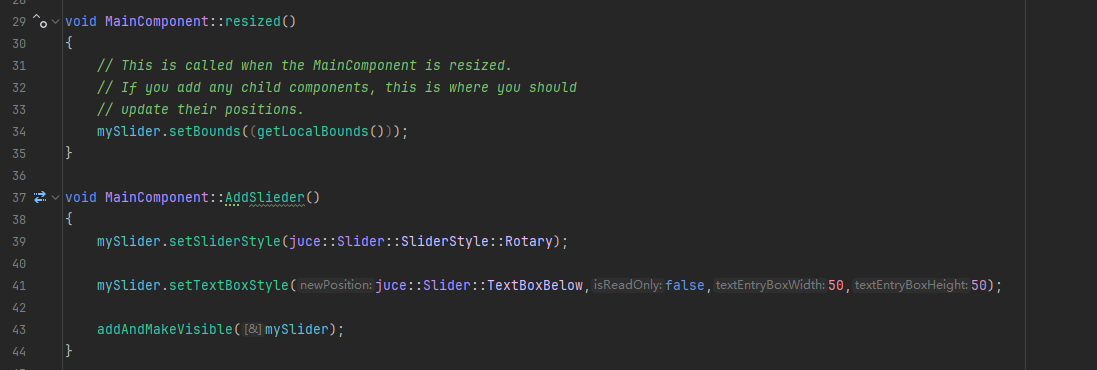 29 void MainComponent::resized()
30 {
31 // This is called when the MainComponent is resized.
32 // If you add any child components, this is where you should
33 // update their positions.
34 mySlider.setBounds((getLocalBounds()));
35 }
36
37 void MainComponent::AddSlieder()
38 {
39 mySlider.setSliderStyle(juce::Slider::SliderStyle::Rotary);
40
41 mySlider.setTextBoxStyle(newPosition:juce::Slider::TextBoxBelow,isReadOnly:false,textEntryBoxWidth:50,textEntryBoxHeight:50);
42
43 addAndMakeVisible([&]mySlider);
44 }